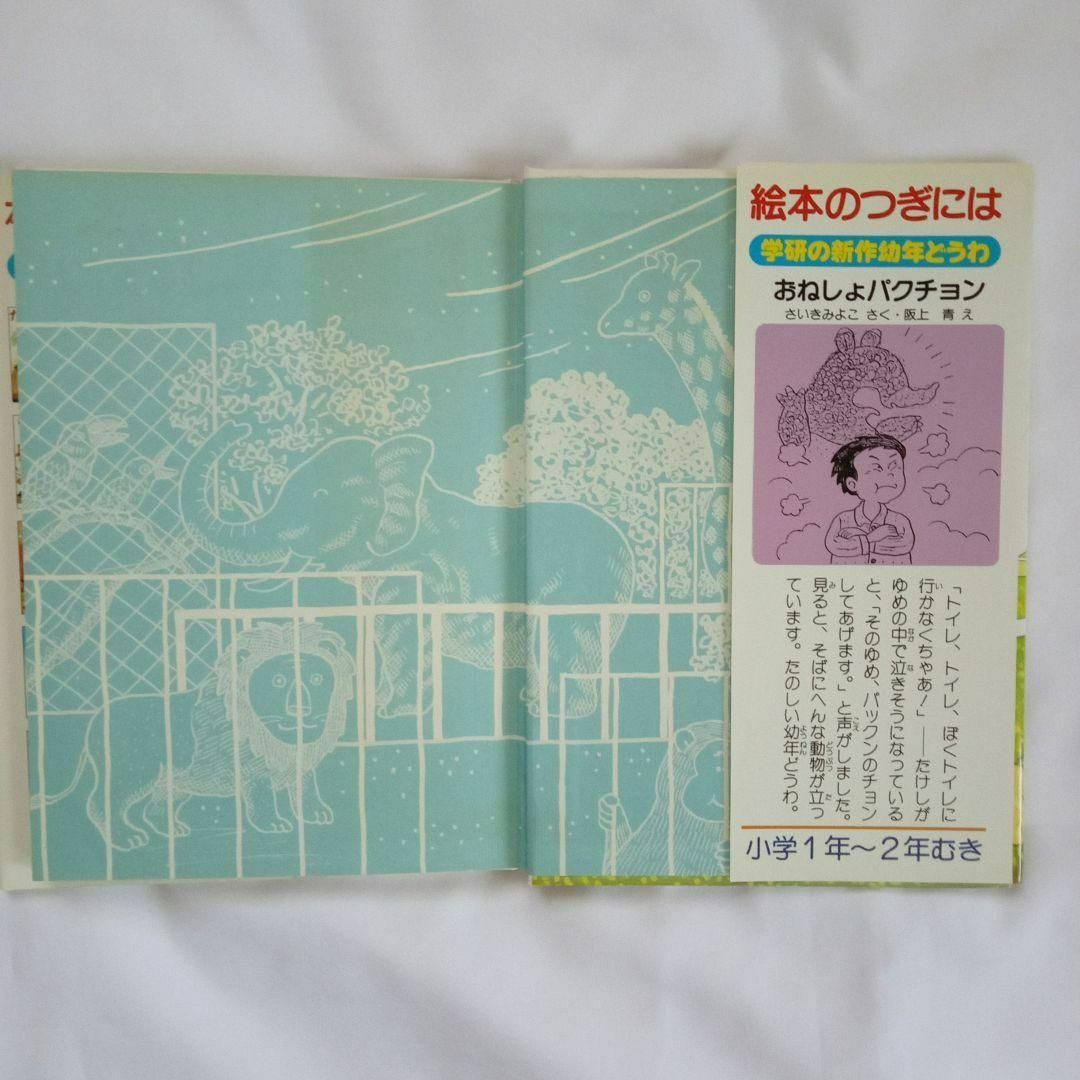 絵本のつぎには
学研の新作幼年どうわ
おねしょパクチョン
さいきみよこ さく・阪上 青 え
「トイレ、トイレ、ぼくトイレに
行かなくちゃあ!」――たけしが
ゆめの中で泣きそうになっている
と、「そのゆめ、パックンのチョン
してあげます。」と声がしました。
見ると、そばにへんな動物が立っ
ています。たのしい幼年どうわ。
小学1年〜2年むき